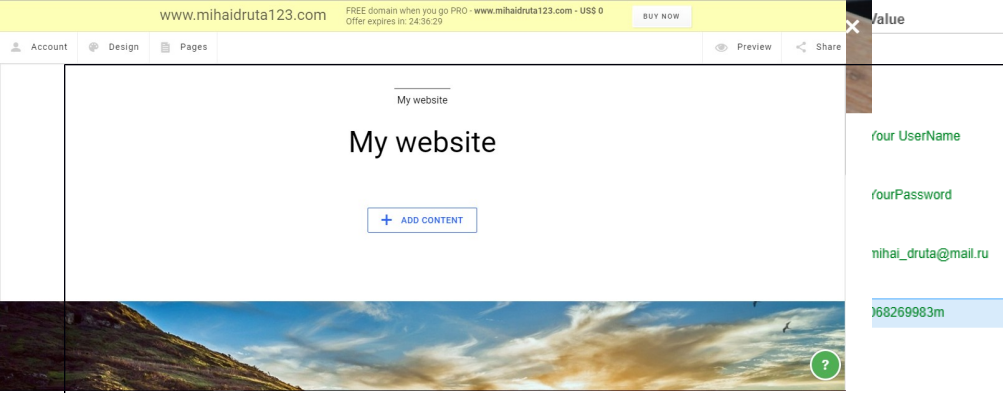 www.mihaidruta123.com
FREE domain when you go PRO - www.mihaidruta123.com - US$ 0
Offer expires in: 24:36:29
BUY NOW
Value
Account
Design
Pages
Preview
Share
My website
My website
ADD CONTENT
Your UserName
YourPassword
mihai_druta@mail.ru
068269983m
?